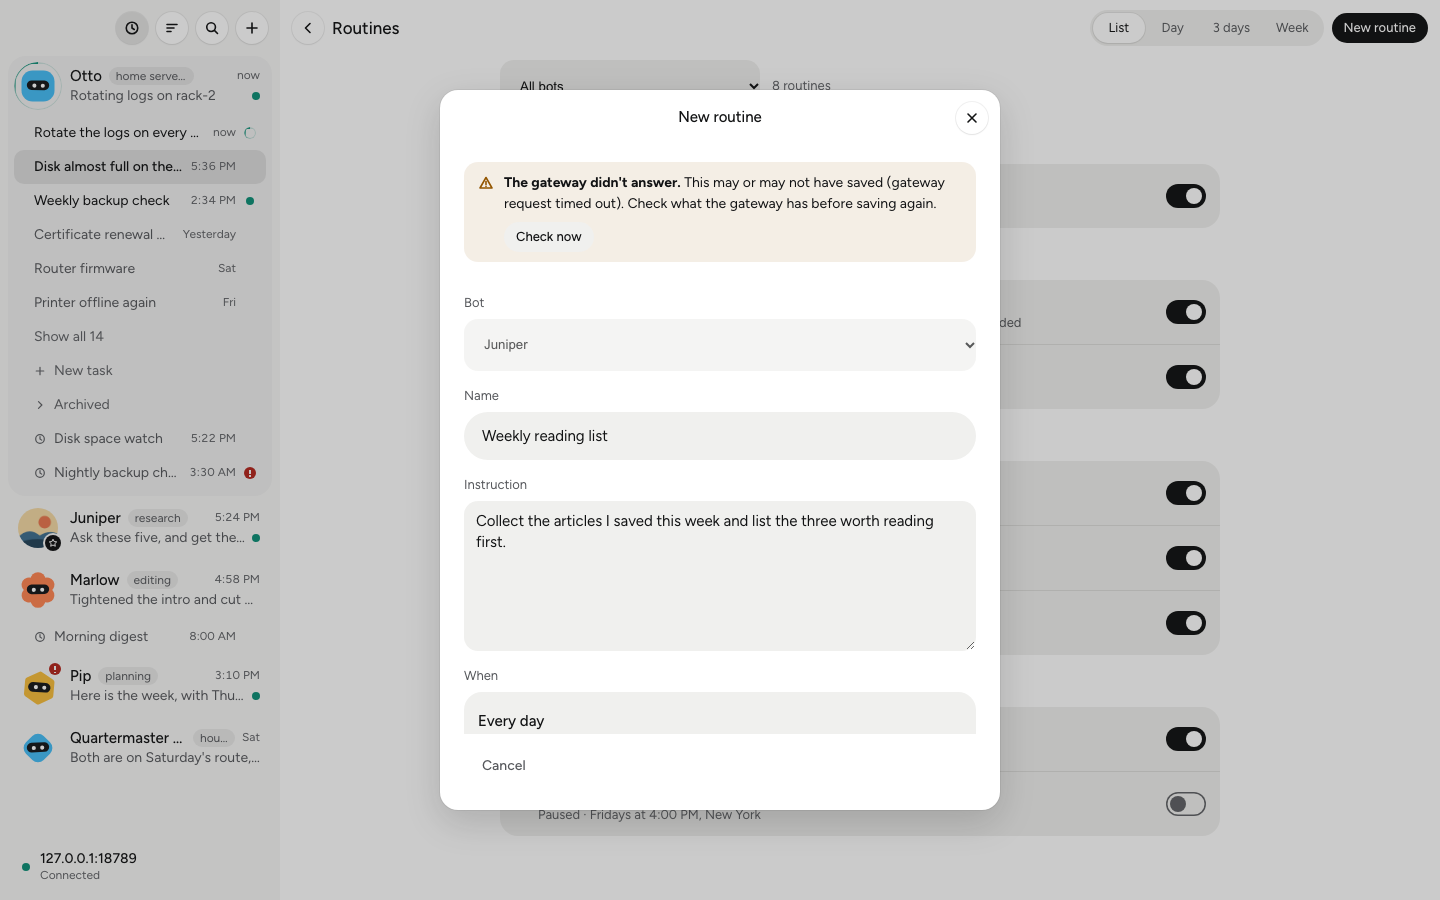 Routines
List
Day
3 days
Week
New routine
Otto
home serve...
now
Rotating logs on rack-2
Rotate the logs on every ...
now
Disk almost full on the...
5:36 PM
Weekly backup check
2:34 PM
Certificate renewal ...
Yesterday
Router firmware
Sat
Printer offline again
Fri
Show all 14
New task
Archived
Disk space watch
5:22 PM
Nightly backup ch...
3:30 AM
Juniper
research
5:24 PM
Ask these five, and get the...
Marlow
editing
4:58 PM
Tightened the intro and cut ...
Morning digest
8:00 AM
Pip
planning
3:10 PM
Here is the week, with Thu...
Quartermaster ...
hou...
Sat
Both are on Saturday's route,...
127.0.0.1:18789
Connected
All bots
8 routines
New routine
The gateway didn't answer. This may or may not have saved (gateway
request timed out). Check what the gateway has before saving again.
Check now
Bot
Juniper
Name
Weekly reading list
Instruction
Collect the articles I saved this week and list the three worth reading
first.
When
Every day
Cancel
ded
Paused · Fridays at 4:00 PM, New York